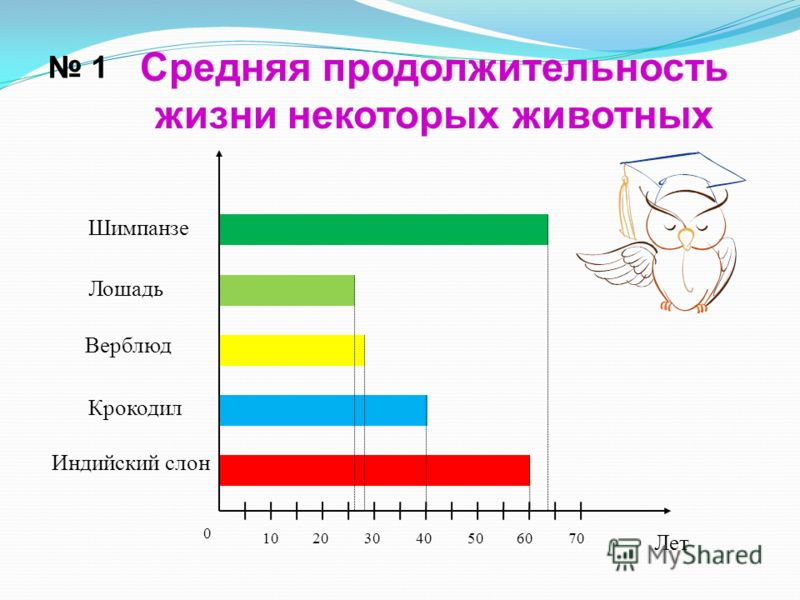 № 1
Средняя продолжительность
жизни некоторых животных
Шимпанзе
Лошадь
Верблюд
Крокодил
Индийский слон
0 10 20 30 40 50 60 70
Лет
MyShared